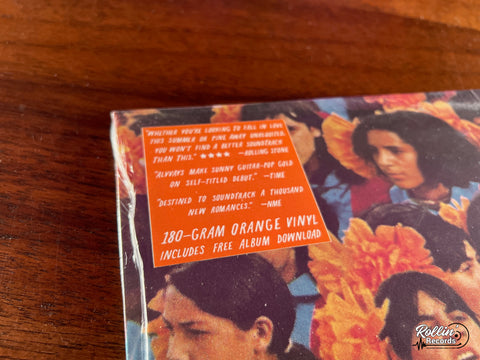 "WHETHER YOU'RE LOOKING TO FALL IN LOVE
THIS SUMMER OR PINE AWAY UNREQUITED,
YOU WON'T FIND A BETTER SOUNDTRACK
THAN THIS." ★★★★ —ROLLING STONE
"ALVVAYS MAKE SUNNY GUITAR-POP GOLD
ON SELF-TITLED DEBUT." —TIME
"DESTINED TO SOUNDTRACK A THOUSAND
NEW ROMANCES." —NME
180-GRAM ORANGE VINYL
INCLUDES FREE ALBUM DOWNLOAD
Rollin'
Records